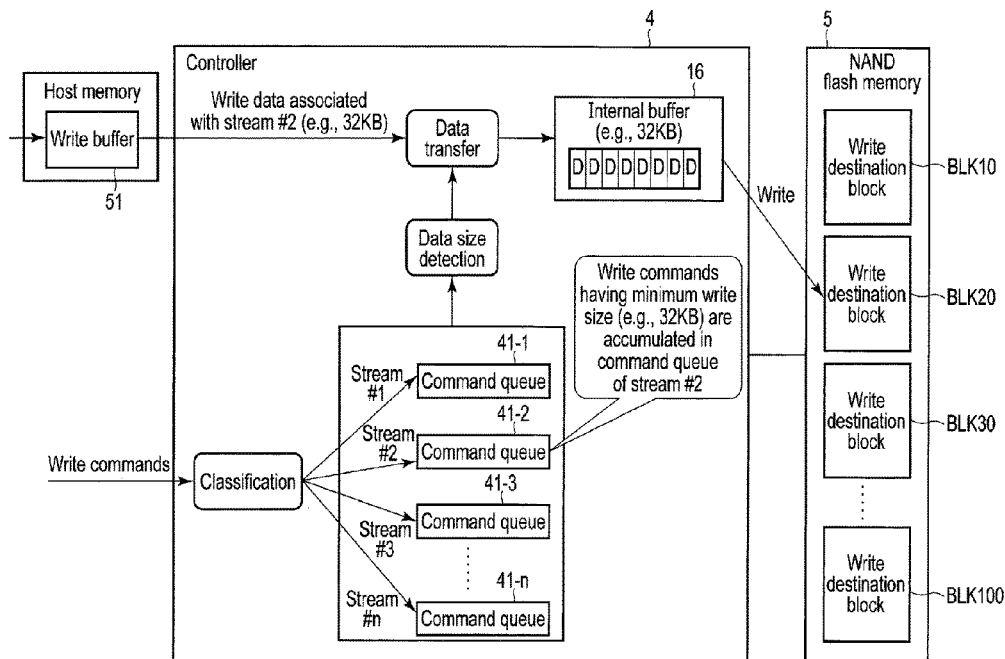 4
5
Controller
NAND
flash memory
16
Host memory
Write buffer
51
Write data associated
with stream #2 (e.g., 32KB)
Data
transfer
Internal buffer
(e.g., 32KB)
D D D D D D D D
Write
Write
destination
block
BLK10
Data size
detection
Write commands
having minimum write
size (e.g., 32KB) are
accumulated in
command queue
of stream #2
Write
destination
block
BLK20
41-1
Stream
#1
Command queue
41-2
Stream
#2
Command queue
Write
destination
block
BLK30
Write commands
Classification
41-3
Stream
#3
Command queue
41-n
Stream
#n
Command queue
Write
destination
block
BLK100